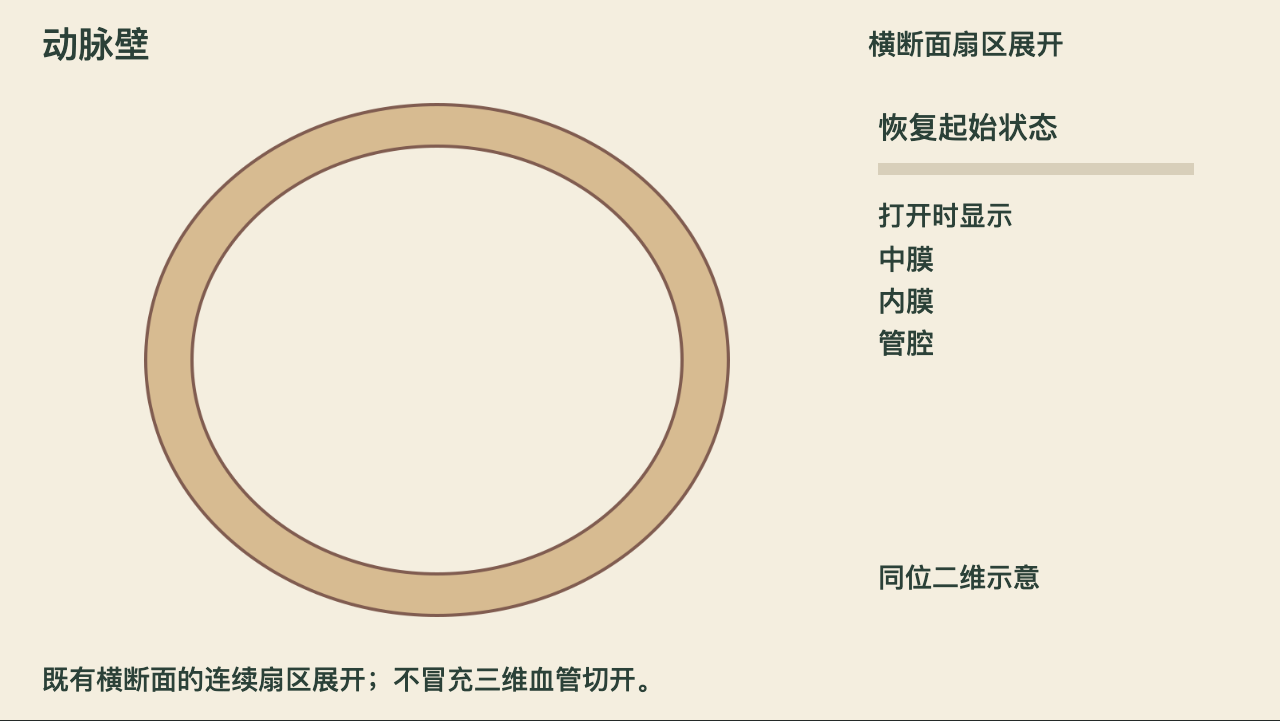 动脉壁
横断面扇区展开
恢复起始状态
打开时显示
中膜
内膜
管腔
同位二维示意
既有横断面的连续扇区展开；不冒充三维血管切开。